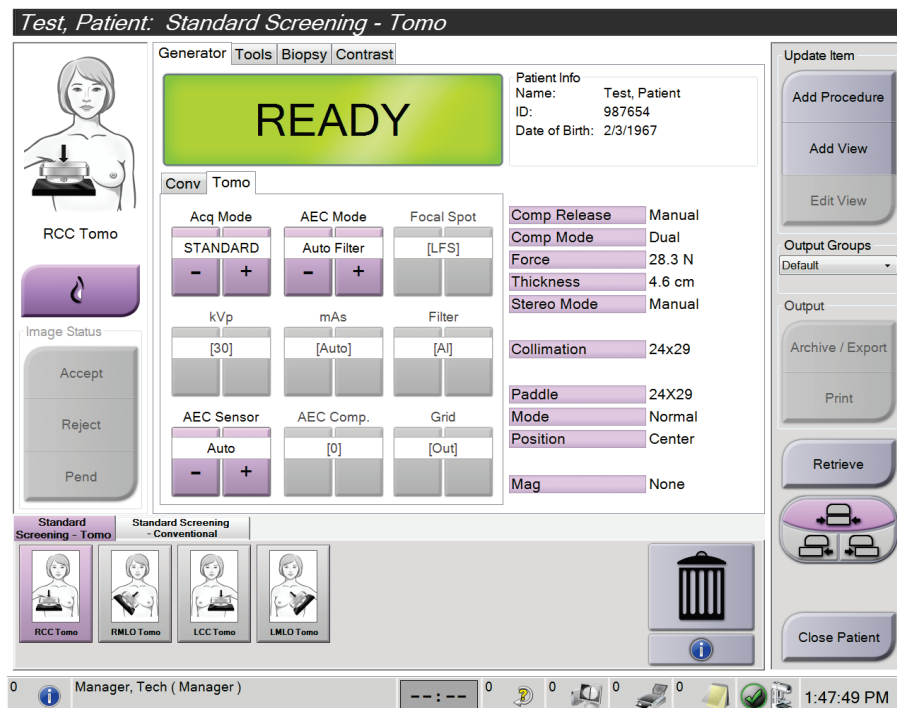 Test, Patient:  Standard Screening - Tomo
RCC Tomo
Image Status
Accept
Reject
Pend
Generator Tools Biopsy Contrast
READY
Patient Info
Name: Test, Patient
ID: 987654
Date of Birth: 2/3/1967
Conv Tomo
Acq Mode AEC Mode Focal Spot
STANDARD Auto Filter [LFS]
- + - +
kVp mAs Filter
[30] [Auto] [Al]
AEC Sensor AEC Comp. Grid
Auto [0] [Out]
- +
Comp Release Manual
Comp Mode Dual
Force 28.3 N
Thickness 4.6 cm
Stereo Mode Manual
Collimation 24x29
Paddle 24X29
Mode Normal
Position Center
Mag None
Update Item
Add Procedure
Add View
Edit View
Output Groups
Default
Output
Archive / Export
Print
Retrieve
Close Patient
Standard
Screening - Tomo
Standard Screening
- Conventional
RCC Tomo RMLO Tomo LCC Tomo LMLO Tomo
0 Manager, Tech ( Manager ) --:-- 0 0 0 0 1:47:49 PM